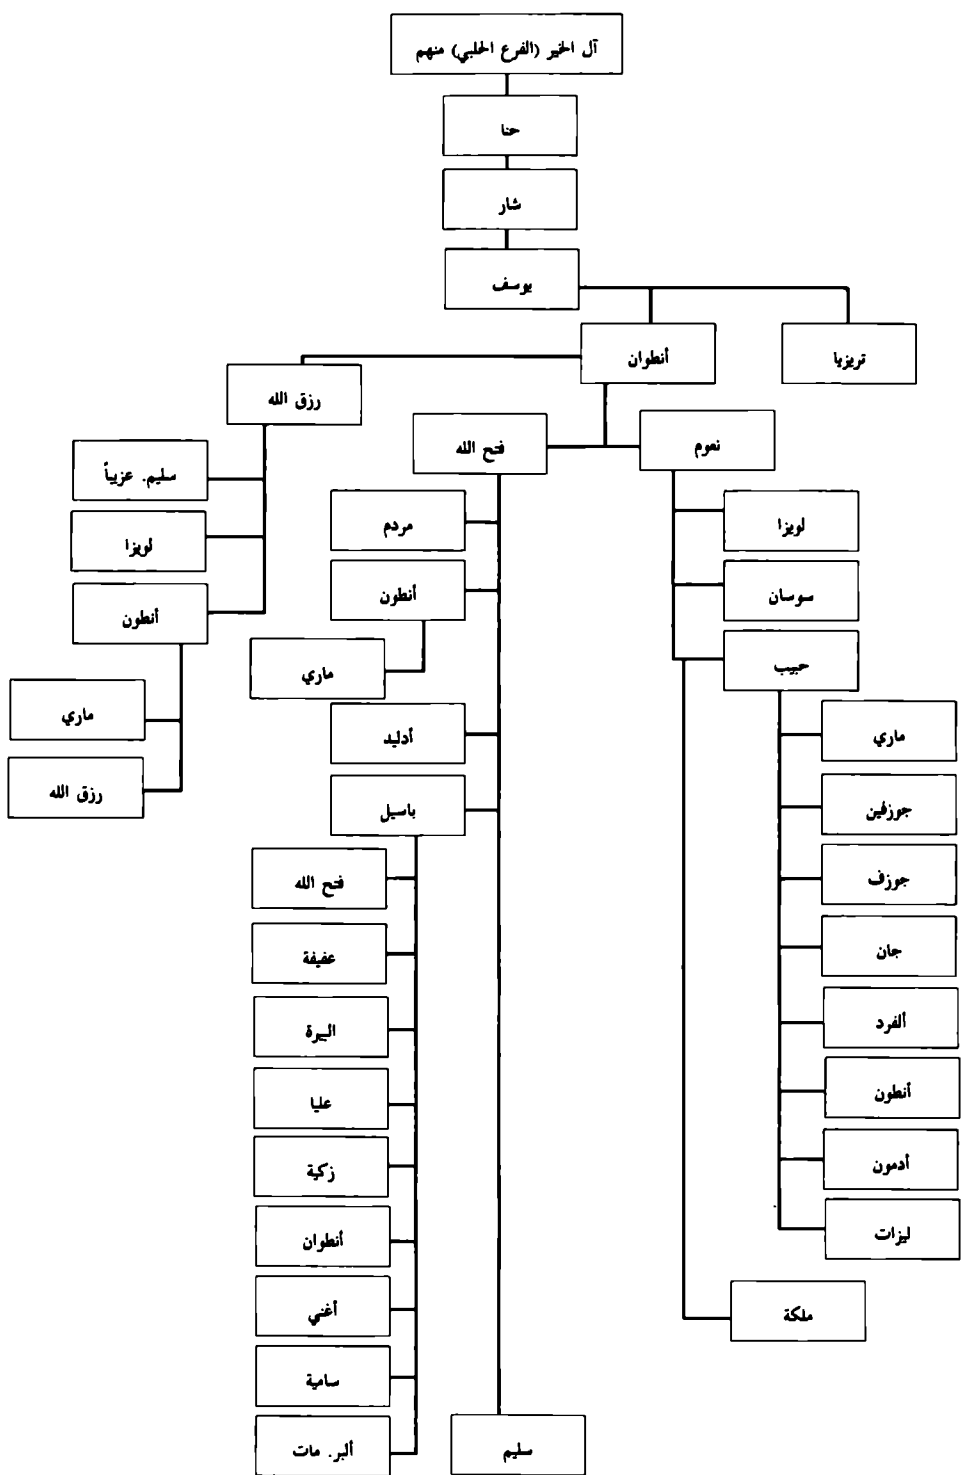 آل الخير (الفرع الحلبي) منهم
حنا
شار
يوسف
تريزيا
أنطوان
رزق الله
نعوم
فتح الله
سليم. عزيباً
لويزا
أنطون
ماري
رزق الله
مردم
أنطون
ماري
أدليد
باسيل
فتح الله
عفيفة
البيرة
عليا
زكية
أنطوان
أغني
سامية
ألبر. مات
سليم
لويزا
سوسان
حبيب
ماري
جوزفين
جوزف
جان
ألفرد
أنطون
أدمون
ليزات
ملكة